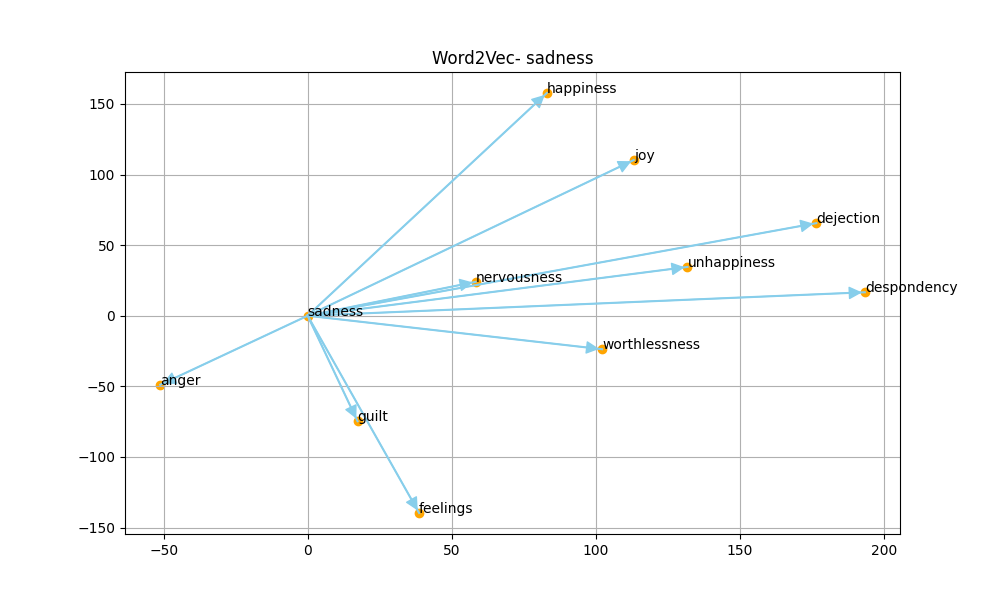 Word2Vec- sadness
happiness
joy
dejection
unhappiness
nervousness
despondency
sadness
worthlessness
anger
guilt
feelings
150
100
50
0
−50
−100
−150
−50 0 50 100 150 200